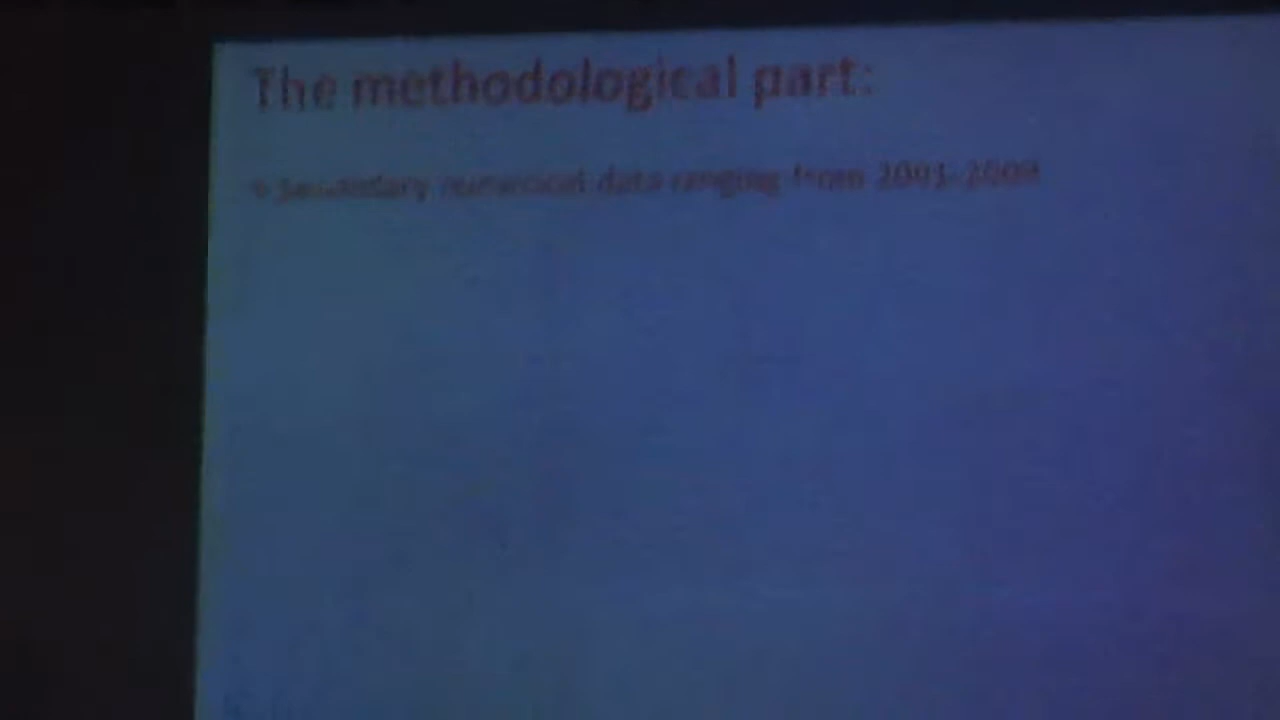 The methodological part:
Secondary numerical data ranging from